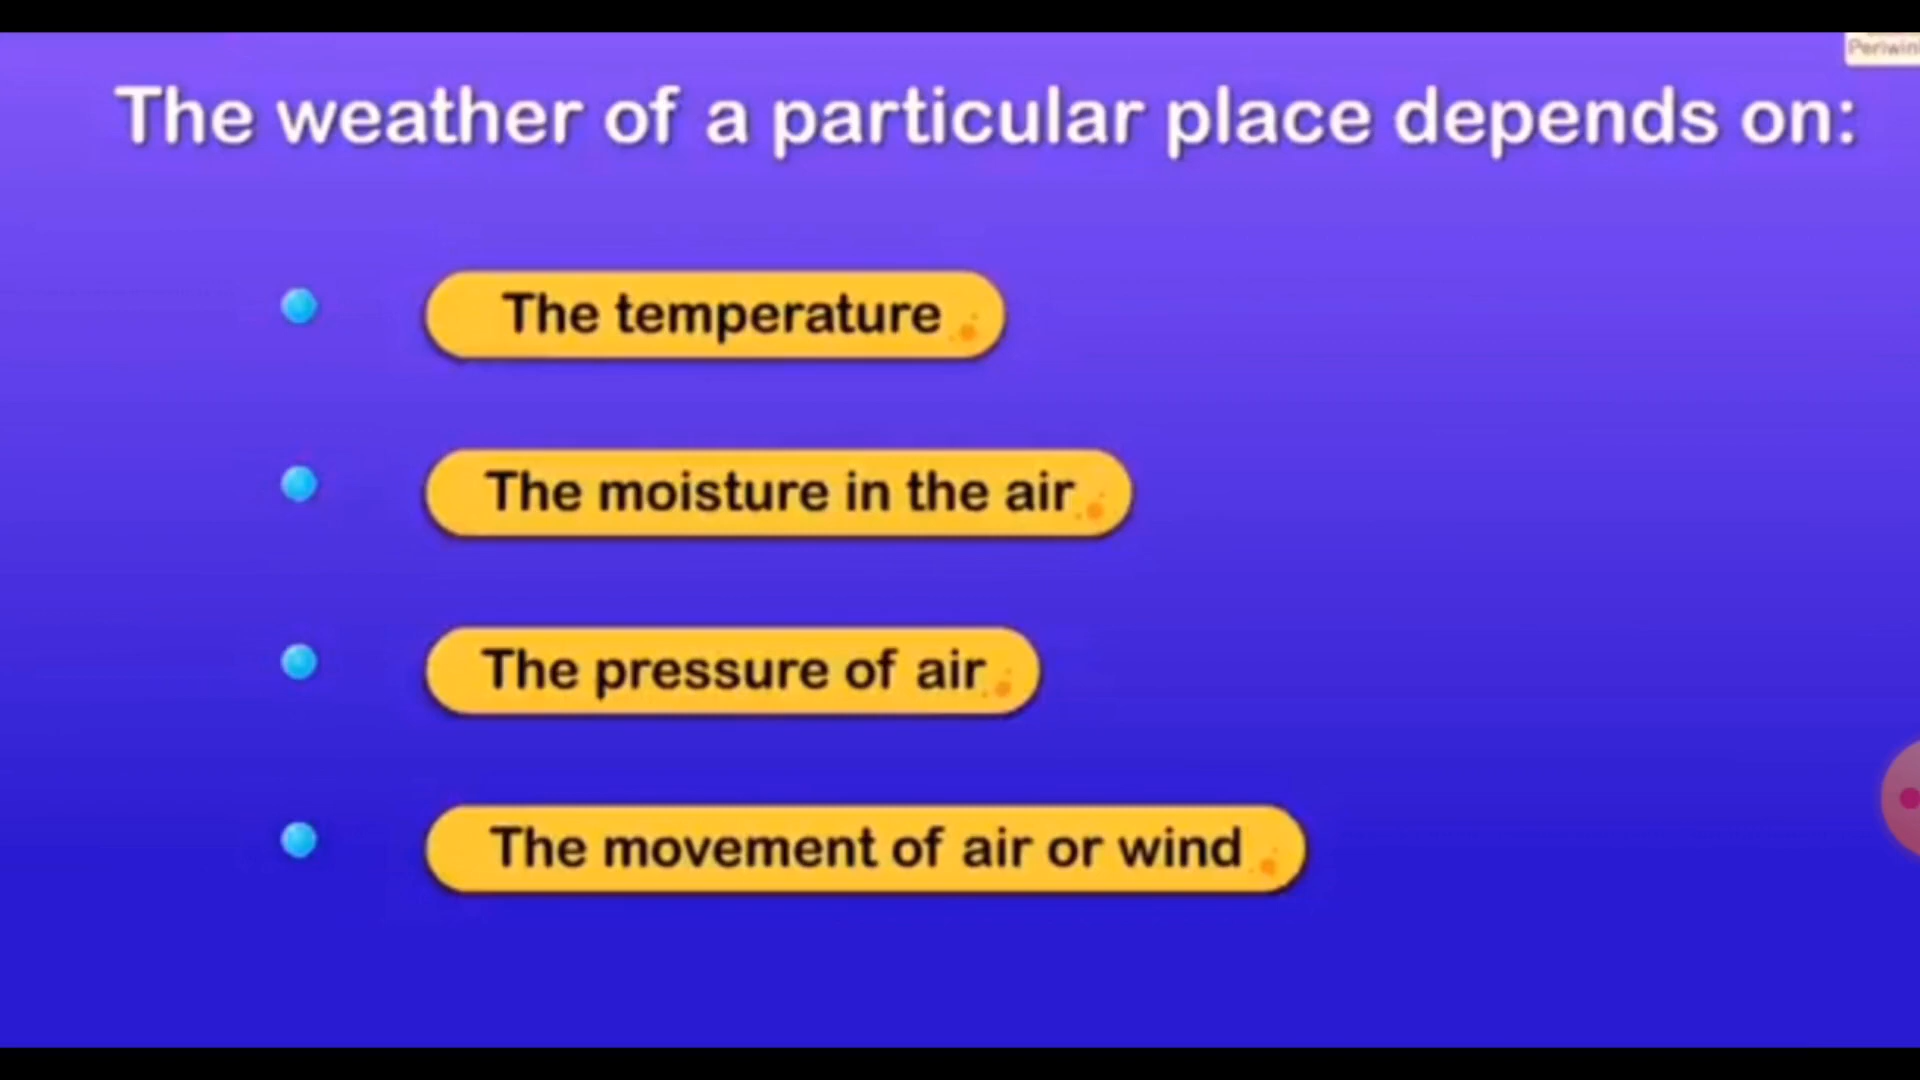 The weather of a particular place depends on:
The temperature
The moisture in the air
The pressure of air
The movement of air or wind